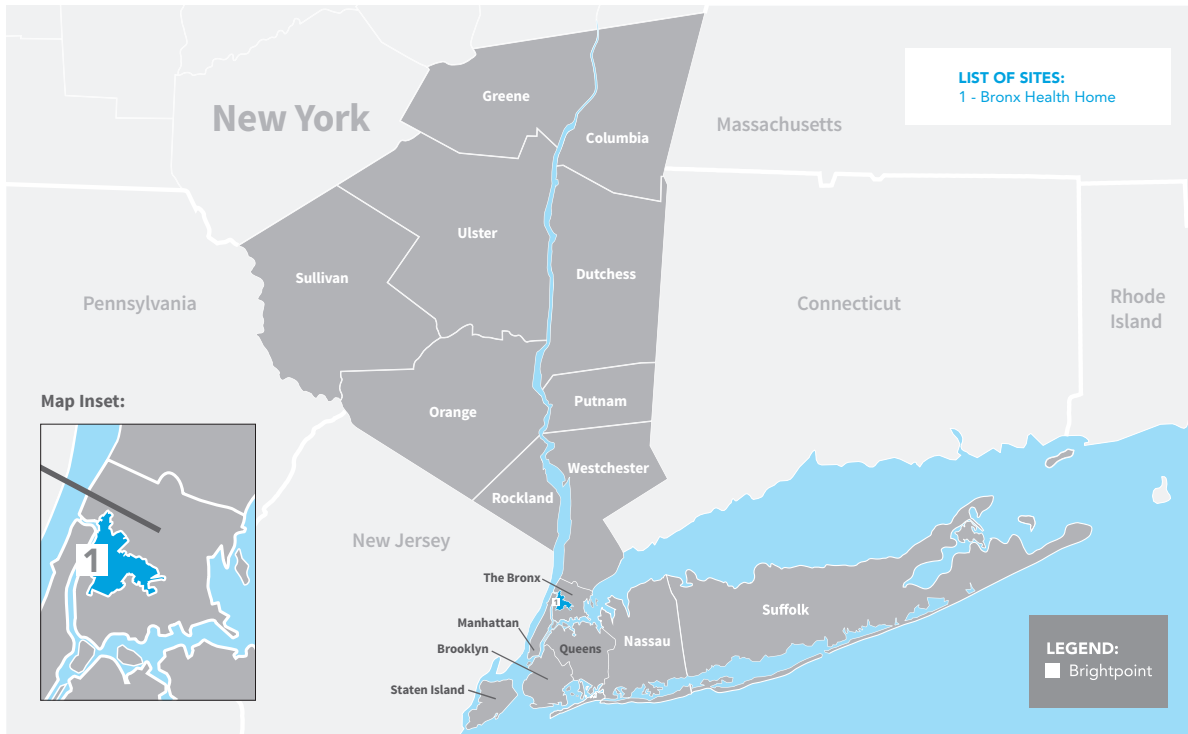 Greene
New York
Columbia
Massachusetts
LIST OF SITES:
1 - Bronx Health Home
Ulster
Sullivan
Dutchess
Pennsylvania
Connecticut
Rhode
Island
Map Inset:
Orange
Putnam
Westchester
Rockland
New Jersey
1
The Bronx
1
Manhattan
Brooklyn
Queens
Nassau
Suffolk
Staten Island
LEGEND:
Brightpoint